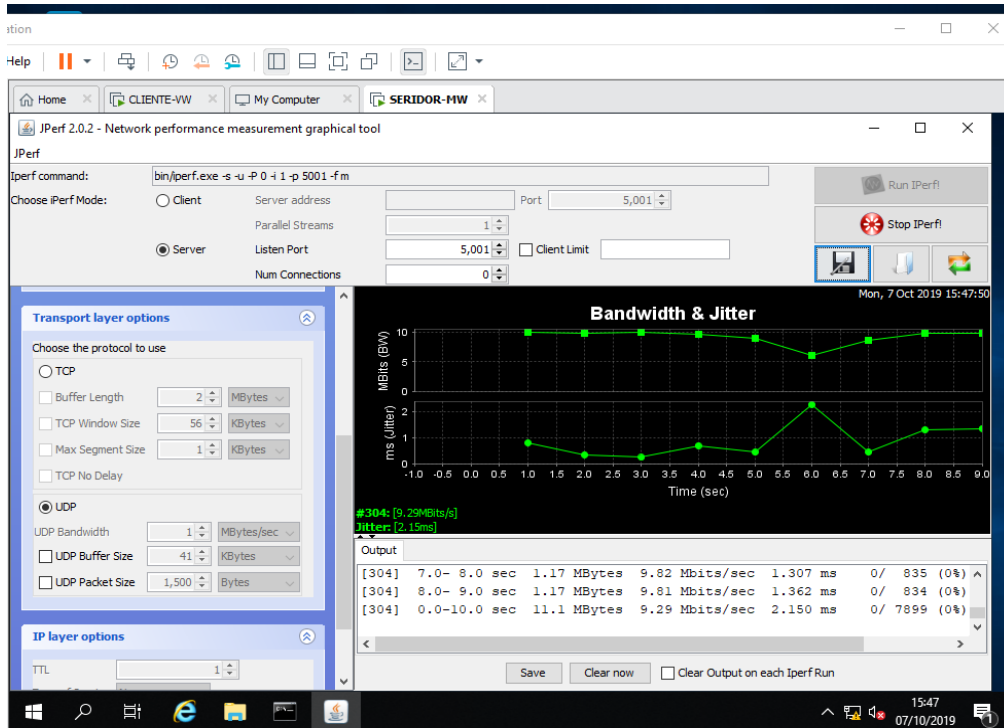 ation
Help
Home
CLIENTE-VW
My Computer
SERIDOR-MW
JPerf 2.0.2 - Network performance measurement graphical tool
JPerf
Iperf command:
bin/iperf.exe -s -u -P 0 -i 1 -p 5001 -f m
Choose iPerf Mode:
Client
Server address
Port
5,001
Parallel Streams
1
Server
Listen Port
5,001
Client Limit
Num Connections
0
Run IPerf!
Stop IPerf!
Transport layer options
Choose the protocol to use
TCP
Buffer Length
2
MBytes
TCP Window Size
56
KBytes
Max Segment Size
1
KBytes
TCP No Delay
UDP
UDP Bandwidth
1
MBytes/sec
UDP Buffer Size
41
KBytes
UDP Packet Size
1,500
Bytes
IP layer options
TTL
1
Mon, 7 Oct 2019 15:47:50
Bandwidth & Jitter
MBits (BW)
10
5
0
ms (Jitter)
2
1
0
-1.0 -0.5 0.0 0.5 1.0 1.5 2.0 2.5 3.0 3.5 4.0 4.5 5.0 5.5 6.0 6.5 7.0 7.5 8.0 8.5 9.0
Time (sec)
#304: [9.29MBits/s]
Jitter: [2.15ms]
Output
[304] 7.0- 8.0 sec 1.17 MBytes 9.82 Mbits/sec 1.307 ms 0/ 835 (0%)
[304] 8.0- 9.0 sec 1.17 MBytes 9.81 Mbits/sec 1.362 ms 0/ 834 (0%)
[304] 0.0-10.0 sec 11.1 MBytes 9.29 Mbits/sec 2.150 ms 0/ 7899 (0%)
Save
Clear now
Clear Output on each Iperf Run
15:47
07/10/2019
1